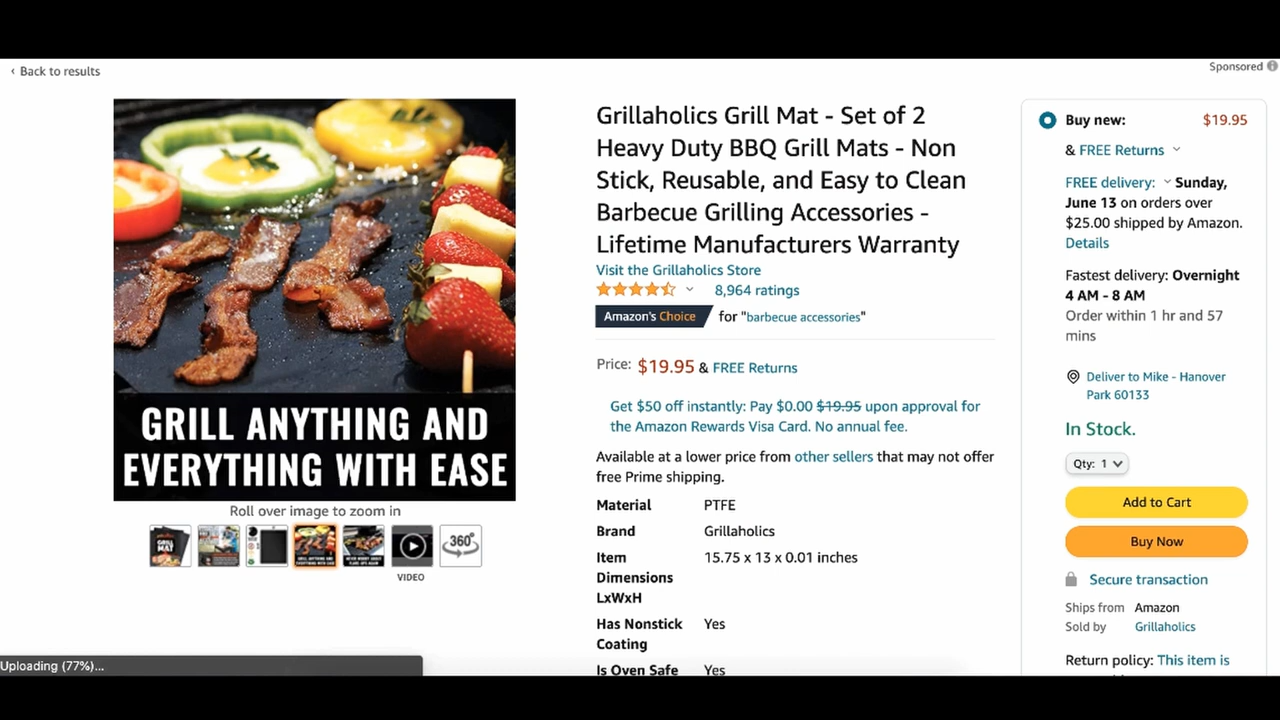 ‹ Back to results
Sponsored
GRILL ANYTHING AND
EVERYTHING WITH EASE
Roll over image to zoom in
360°
VIDEO
Grillaholics Grill Mat - Set of 2
Heavy Duty BBQ Grill Mats - Non
Stick, Reusable, and Easy to Clean
Barbecue Grilling Accessories -
Lifetime Manufacturers Warranty
Visit the Grillaholics Store
8,964 ratings
Amazon's Choice for "barbecue accessories"
Price: $19.95 & FREE Returns
Get $50 off instantly: Pay $0.00 $19.95 upon approval for
the Amazon Rewards Visa Card. No annual fee.
Available at a lower price from other sellers that may not offer
free Prime shipping.
Material PTFE
Brand Grillaholics
Item 15.75 x 13 x 0.01 inches
Dimensions
LxWxH
Has Nonstick Yes
Coating
Is Oven Safe Yes
Buy new: $19.95
& FREE Returns
FREE delivery: Sunday,
June 13 on orders over
$25.00 shipped by Amazon.
Details
Fastest delivery: Overnight
4 AM - 8 AM
Order within 1 hr and 57
mins
Deliver to Mike - Hanover
Park 60133
In Stock.
Qty: 1
Add to Cart
Buy Now
Secure transaction
Ships from Amazon
Sold by Grillaholics
Return policy: This item is
Uploading (77%)...